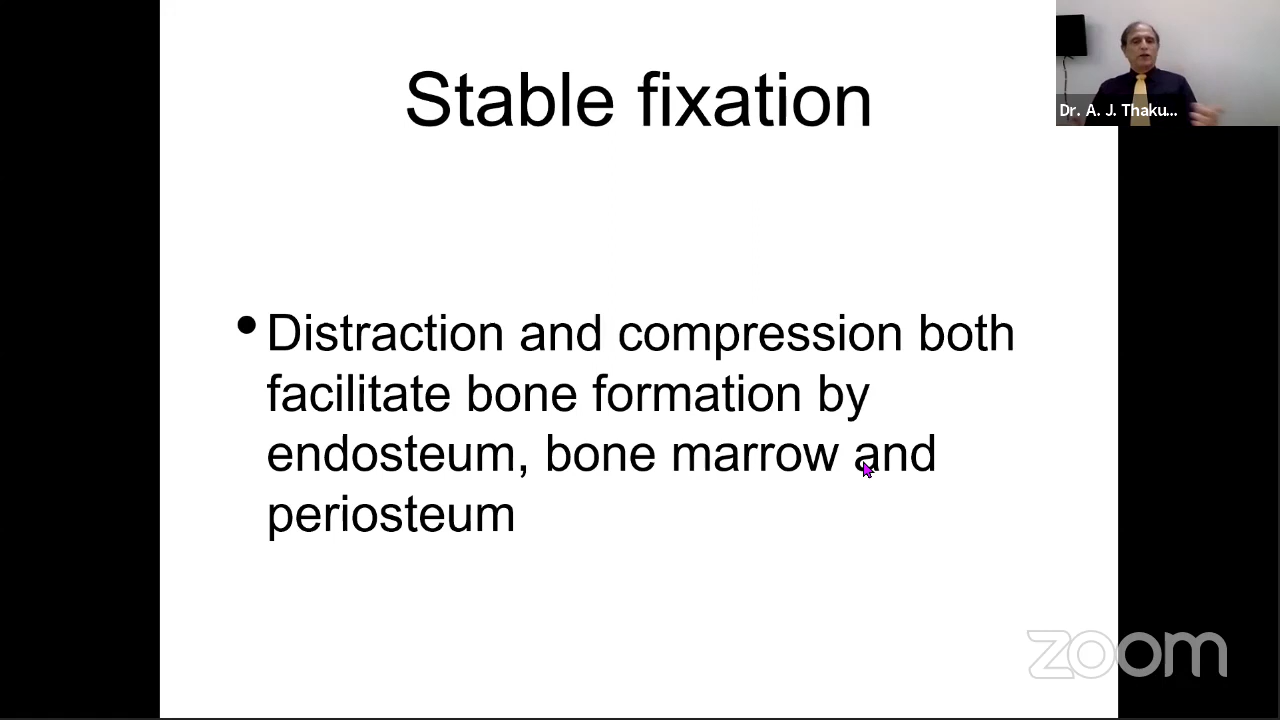 Stable fixation
Dr. A. J. Thaku...
• Distraction and compression both
facilitate bone formation by
endosteum, bone marrow and
periosteum
zoom